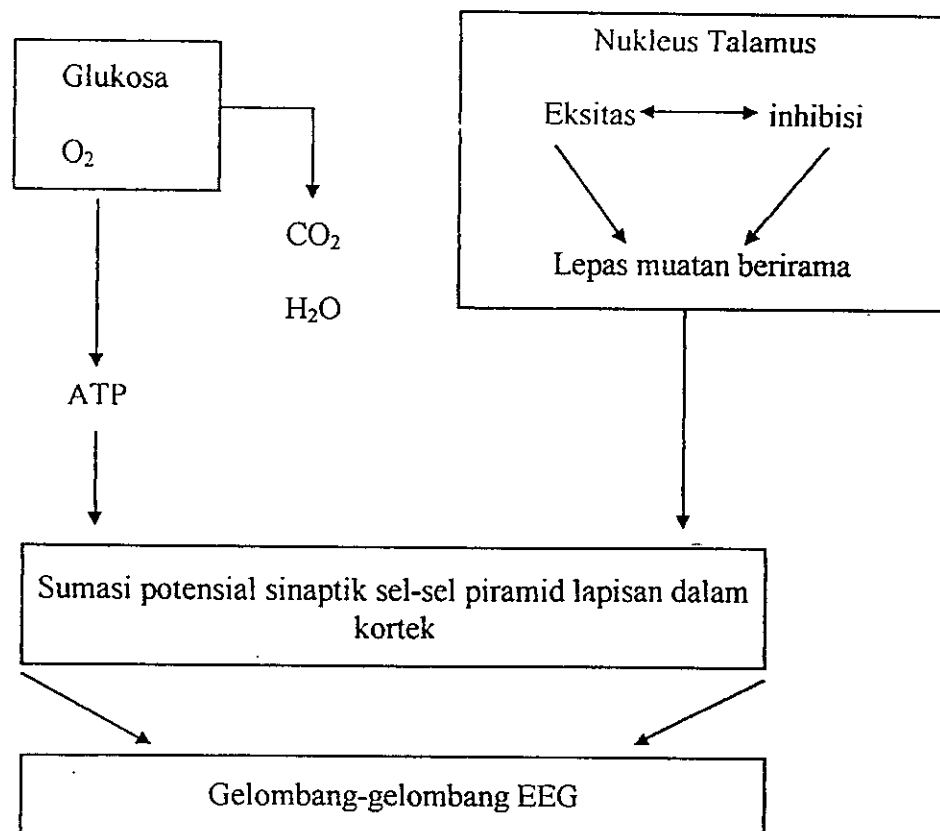 Glukosa
O₂
CO₂
H₂O
ATP
Nukleus Talamus
Eksitas inhibisi
Lepas muatan berirama
Sumasi potensial sinaptik sel-sel piramid lapisan dalam
kortek
Gelombang-gelombang EEG